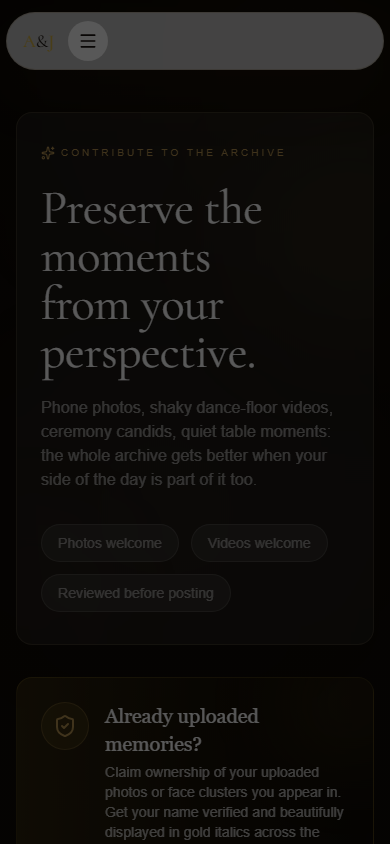 A&J
CONTRIBUTE TO THE ARCHIVE
Preserve the
moments
from your
perspective.
Phone photos, shaky dance-floor videos,
ceremony candids, quiet table moments:
the whole archive gets better when your
side of the day is part of it too.
Photos welcome
Videos welcome
Reviewed before posting
Already uploaded
memories?
Claim ownership of your uploaded
photos or face clusters you appear in.
Get your name verified and beautifully
displayed in gold italics across the